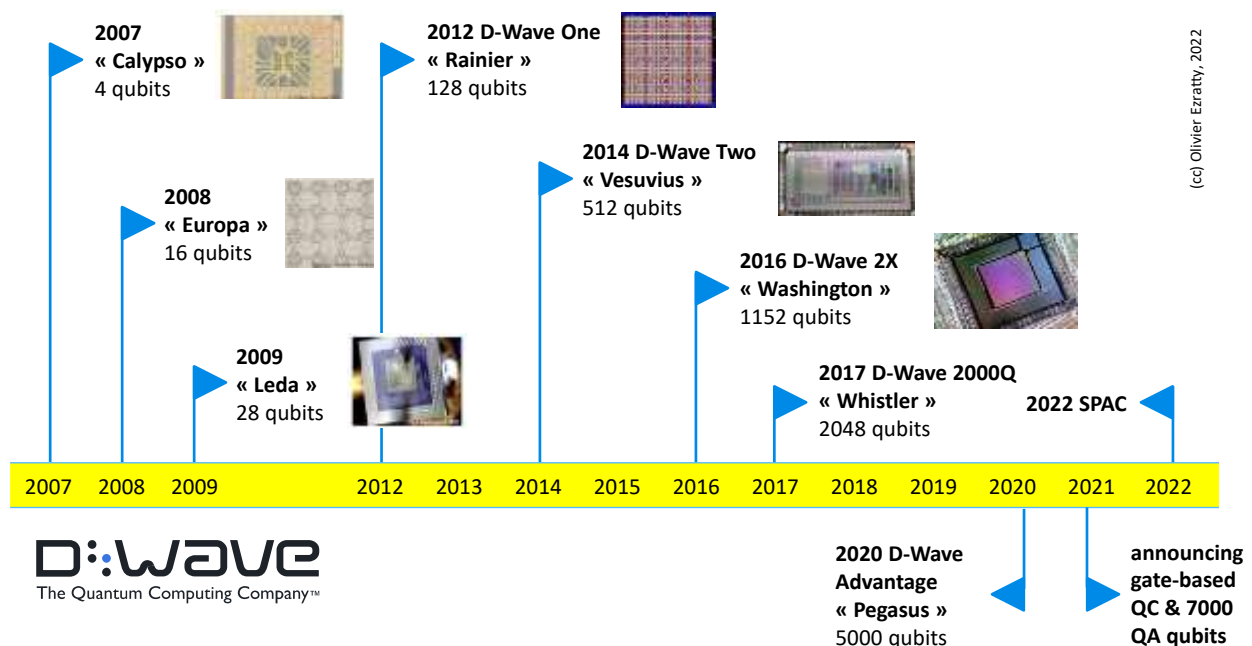 2007
« Calypso »
4 qubits
2012 D-Wave One
« Rainier »
128 qubits
(cc) Olivier Ezratty, 2022
2014 D-Wave Two
« Vesuvius »
512 qubits
2008
« Europa »
16 qubits
2016 D-Wave 2X
« Washington »
1152 qubits
2009
« Leda »
28 qubits
2017 D-Wave 2000Q
« Whistler »
2048 qubits
2022 SPAC
2007 2008 2009 2012 2013 2014 2015 2016 2017 2018 2019 2020 2021 2022
D:Wave
The Quantum Computing Company™
2020 D-Wave
Advantage
« Pegasus »
5000 qubits
announcing
gate-based
QC & 7000
QA qubits